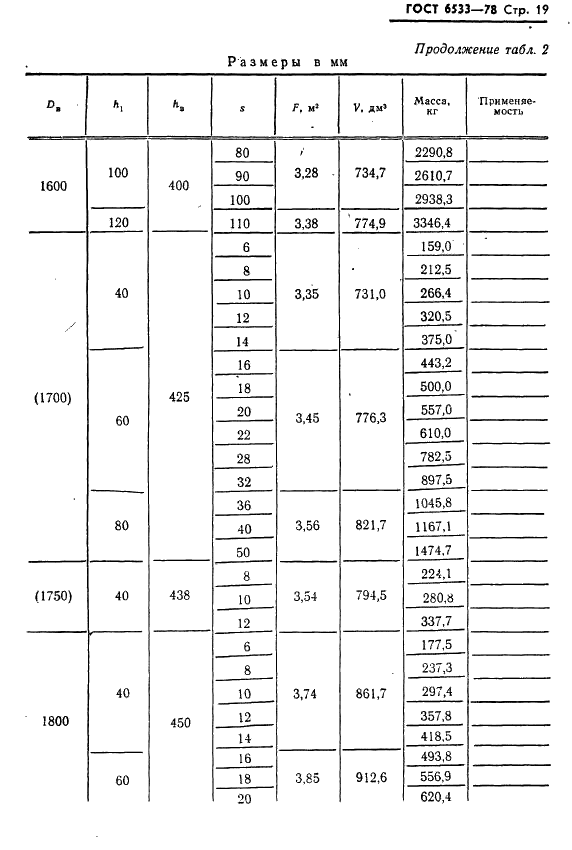 ГОСТ 6533—78 Стр. 19
Продолжение табл. 2
Размеры в мм
Dв h1 hв s F, м² V, дм³ Масса, кг Применяемость
1600 100 400 80 3,28 734,7 2290,8
90 2610,7
100 2938,3
120 110 3,38 774,9 3346,4
(1700) 40 425 6 3,35 731,0 159,0
8 212,5
10 266,4
12 320,5
14 375,0
60 16 3,45 776,3 443,2
18 500,0
20 557,0
22 610,0
28 782,5
32 897,5
80 36 3,56 821,7 1045,8
40 1167,1
50 1474,7
(1750) 40 438 8 3,54 794,5 224,1
10 280,8
12 337,7
1800 40 450 6 3,74 861,7 177,5
8 237,3
10 297,4
12 357,8
14 418,5
60 16 3,85 912,6 493,8
18 556,9
20 620,4